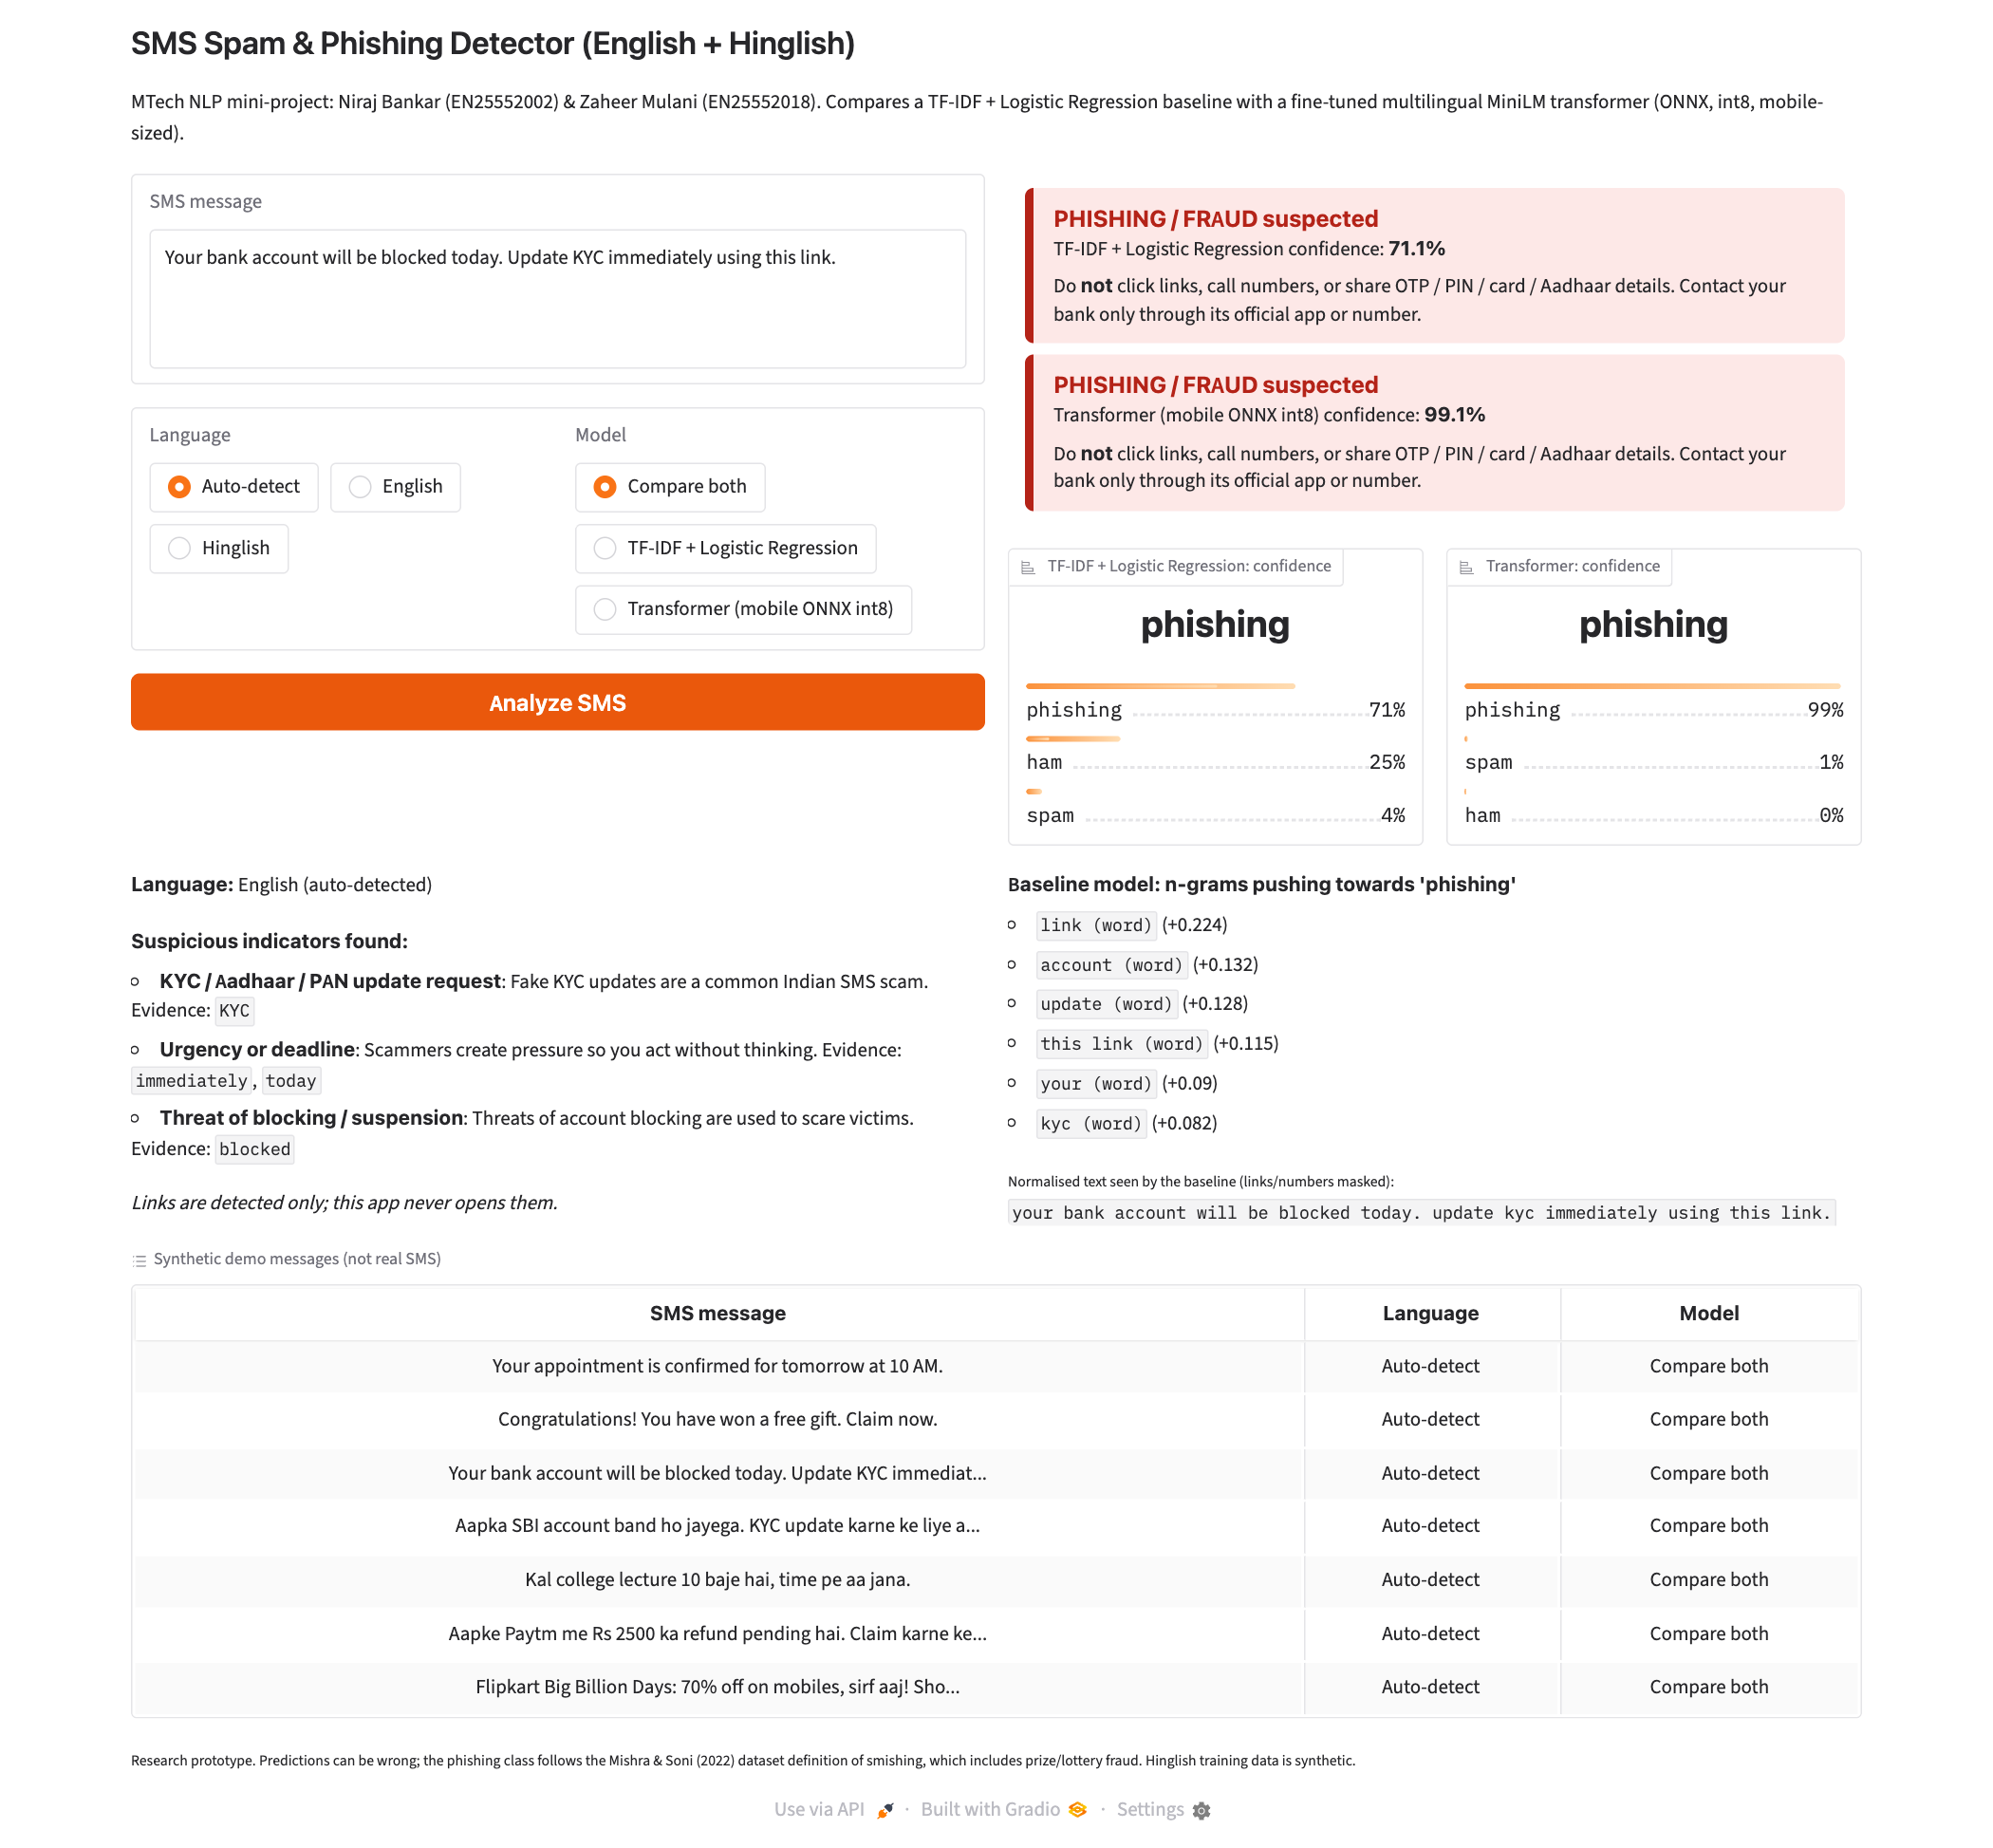 SMS Spam & Phishing Detector (English + Hinglish)
MTech NLP mini-project: Niraj Bankar (EN25552002) & Zaheer Mulani (EN25552018). Compares a TF-IDF + Logistic Regression baseline with a fine-tuned multilingual MiniLM transformer (ONNX, int8, mobile-
sized).
SMS message
Your bank account will be blocked today. Update KYC immediately using this link.
Language
Auto-detect
English
Hinglish
Model
Compare both
TF-IDF + Logistic Regression
Transformer (mobile ONNX int8)
Analyze SMS
PHISHING / FRAUD suspected
TF-IDF + Logistic Regression confidence: 71.1%
Do not click links, call numbers, or share OTP / PIN / card / Aadhaar details. Contact your
bank only through its official app or number.
PHISHING / FRAUD suspected
Transformer (mobile ONNX int8) confidence: 99.1%
Do not click links, call numbers, or share OTP / PIN / card / Aadhaar details. Contact your
bank only through its official app or number.
TF-IDF + Logistic Regression: confidence
phishing
phishing 71%
ham 25%
spam 4%
Transformer: confidence
phishing
phishing 99%
spam 1%
ham 0%
Language: English (auto-detected)
Suspicious indicators found:
KYC / Aadhaar / PAN update request: Fake KYC updates are a common Indian SMS scam.
Evidence: KYC
Urgency or deadline: Scammers create pressure so you act without thinking. Evidence:
immediately, today
Threat of blocking / suspension: Threats of account blocking are used to scare victims.
Evidence: blocked
Links are detected only; this app never opens them.
Baseline model: n-grams pushing towards 'phishing'
link (word) (+0.224)
account (word) (+0.132)
update (word) (+0.128)
this link (word) (+0.115)
your (word) (+0.09)
kyc (word) (+0.082)
Normalised text seen by the baseline (links/numbers masked):
your bank account will be blocked today. update kyc immediately using this link.
Synthetic demo messages (not real SMS)
SMS message Language Model
Your appointment is confirmed for tomorrow at 10 AM. Auto-detect Compare both
Congratulations! You have won a free gift. Claim now. Auto-detect Compare both
Your bank account will be blocked today. Update KYC immediat... Auto-detect Compare both
Aapka SBI account band ho jayega. KYC update karne ke liye a... Auto-detect Compare both
Kal college lecture 10 baje hai, time pe aa jana. Auto-detect Compare both
Aapke Paytm me Rs 2500 ka refund pending hai. Claim karne ke... Auto-detect Compare both
Flipkart Big Billion Days: 70% off on mobiles, sirf aaj! Sho... Auto-detect Compare both
Research prototype. Predictions can be wrong; the phishing class follows the Mishra & Soni (2022) dataset definition of smishing, which includes prize/lottery fraud. Hinglish training data is synthetic.
Use via API · Built with Gradio · Settings